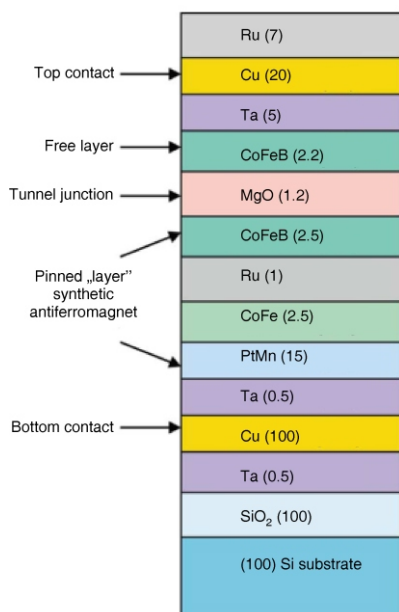 Ru (7)
Top contact
Cu (20)
Ta (5)
Free layer
CoFeB (2.2)
Tunnel junction
MgO (1.2)
CoFeB (2.5)
Pinned „layer”
synthetic
antiferromagnet
Ru (1)
CoFe (2.5)
PtMn (15)
Ta (0.5)
Bottom contact
Cu (100)
Ta (0.5)
SiO₂ (100)
(100) Si substrate